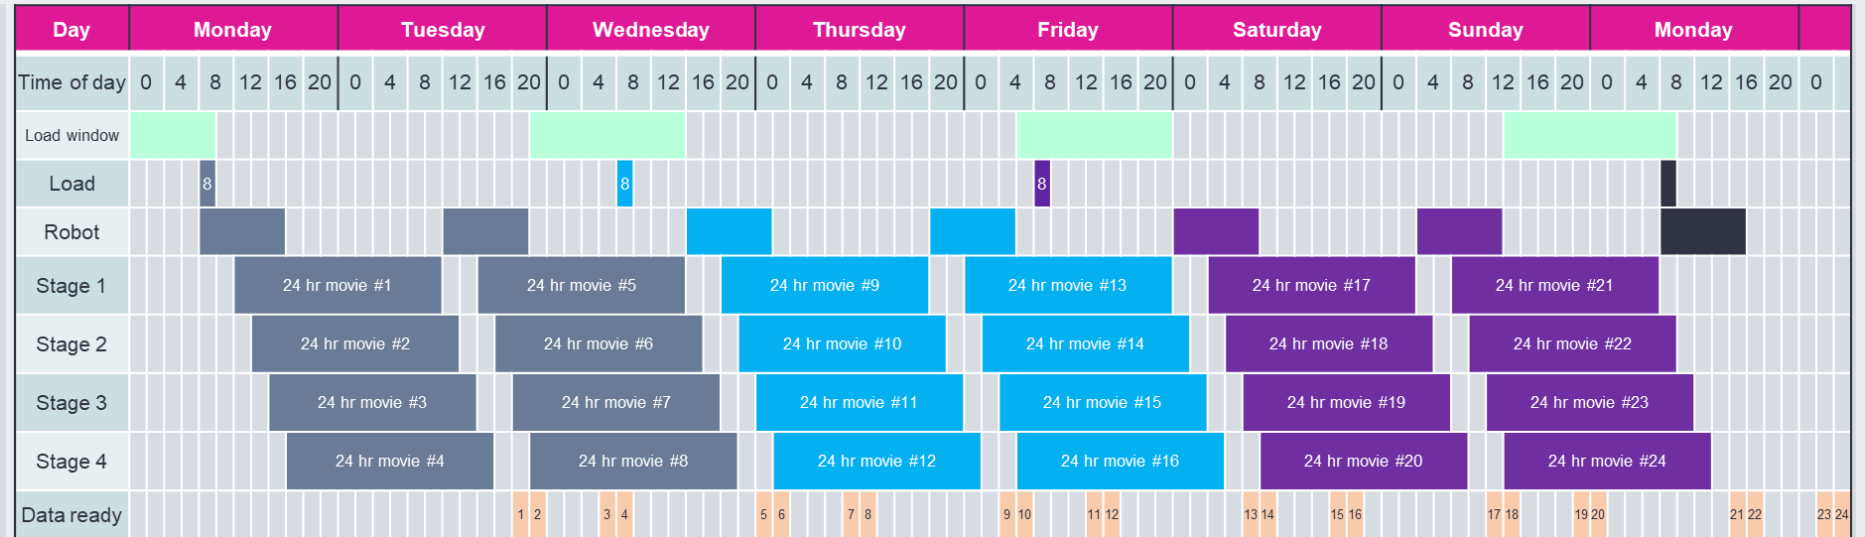 Day Monday Tuesday Wednesday Thursday Friday Saturday Sunday Monday
Time of day 0 4 8 12 16 20 0 4 8 12 16 20 0 4 8 12 16 20 0 4 8 12 16 20 0 4 8 12 16 20 0 4 8 12 16 20 0 4 8 12 16 20 0 4 8 12 16 20 0
Load window
Load 8 8 8
Robot
Stage 1 24 hr movie #1 24 hr movie #5 24 hr movie #9 24 hr movie #13 24 hr movie #17 24 hr movie #21
Stage 2 24 hr movie #2 24 hr movie #6 24 hr movie #10 24 hr movie #14 24 hr movie #18 24 hr movie #22
Stage 3 24 hr movie #3 24 hr movie #7 24 hr movie #11 24 hr movie #15 24 hr movie #19 24 hr movie #23
Stage 4 24 hr movie #4 24 hr movie #8 24 hr movie #12 24 hr movie #16 24 hr movie #20 24 hr movie #24
Data ready 1 2 3 4 5 6 7 8 9 10 11 12 13 14 15 16 17 18 19 20 21 22 23 24